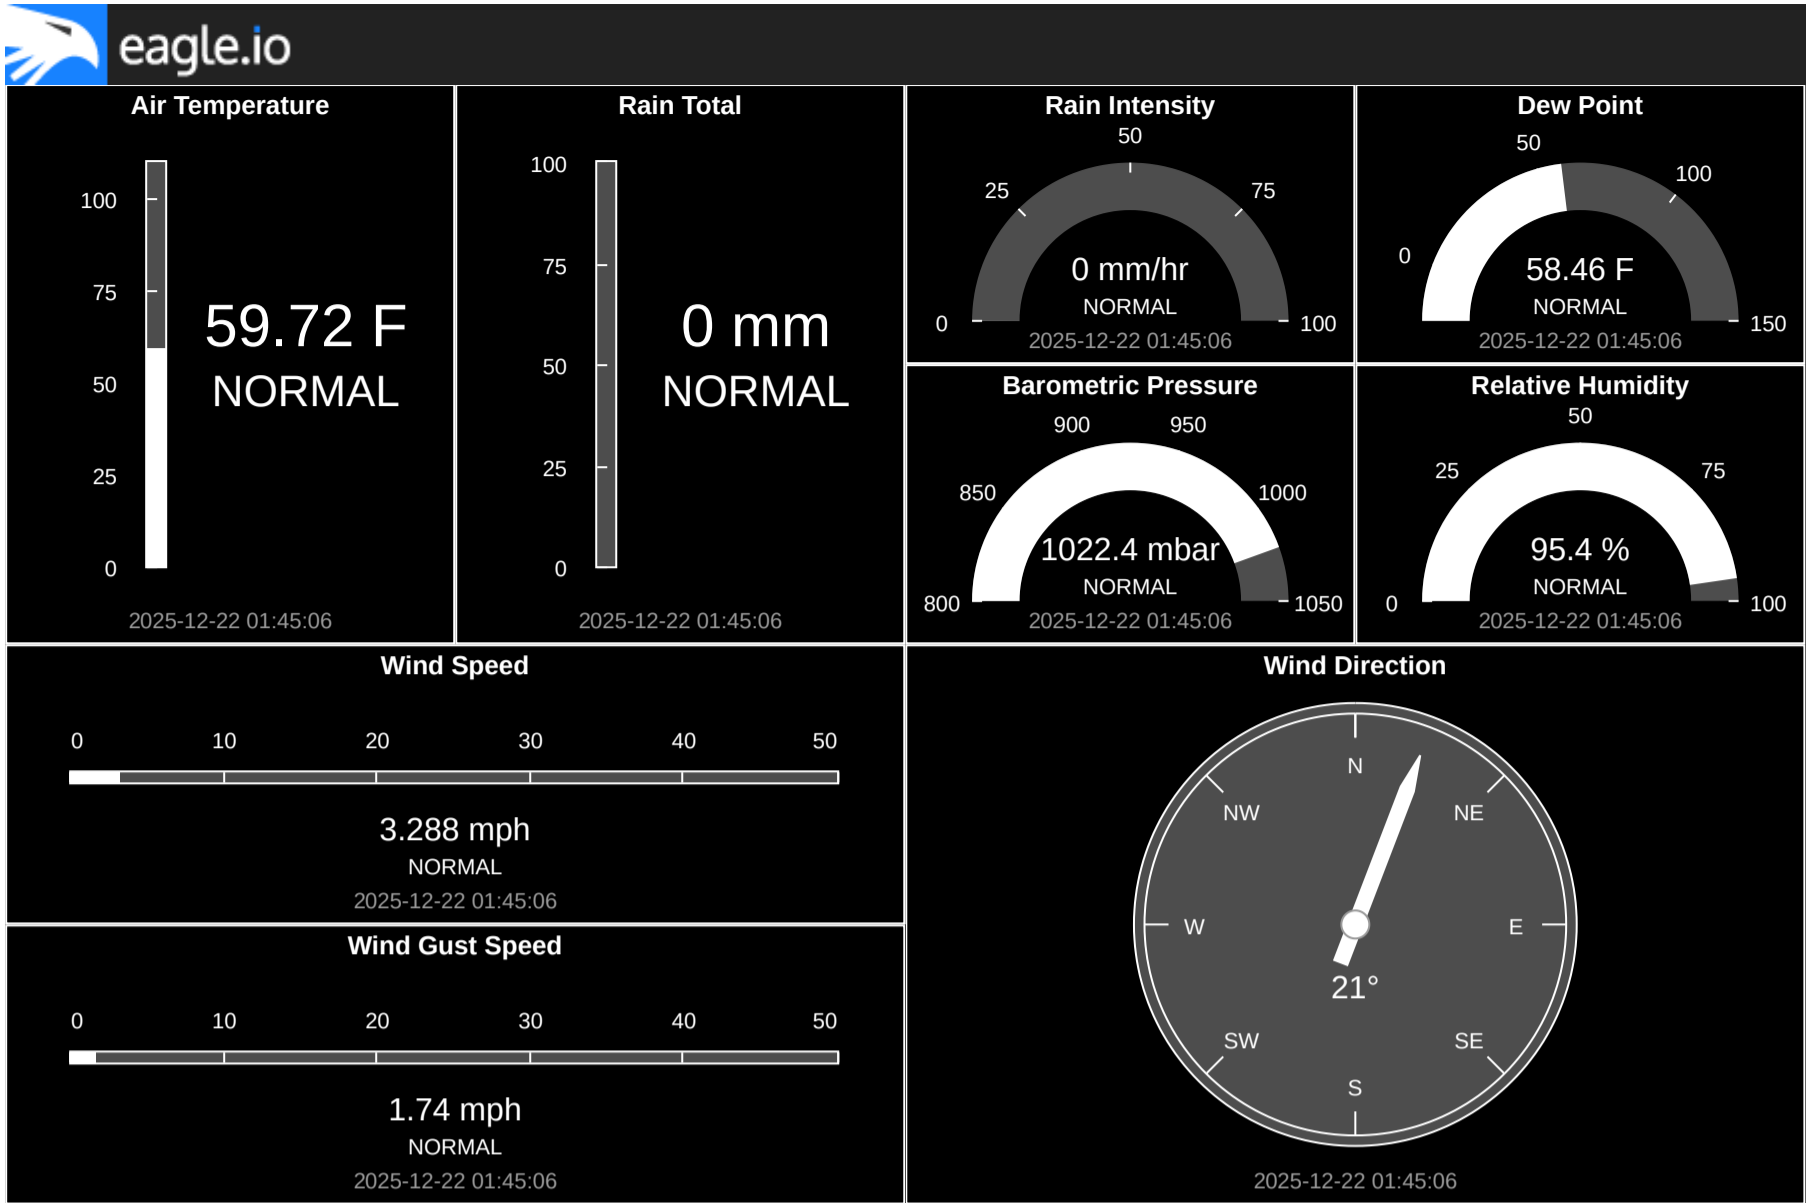 eagle.io
Air Temperature
100
75
50
25
0
59.72 F
NORMAL
2025-12-22 01:45:06
Rain Total
100
75
50
25
0
0 mm
NORMAL
2025-12-22 01:45:06
Rain Intensity
0
25
50
75
100
0 mm/hr
NORMAL
2025-12-22 01:45:06
Dew Point
0
50
100
150
58.46 F
NORMAL
2025-12-22 01:45:06
Barometric Pressure
800
850
900
950
1000
1050
1022.4 mbar
NORMAL
2025-12-22 01:45:06
Relative Humidity
0
25
50
75
100
95.4 %
NORMAL
2025-12-22 01:45:06
Wind Speed
0 10 20 30 40 50
3.288 mph
NORMAL
2025-12-22 01:45:06
Wind Gust Speed
0 10 20 30 40 50
1.74 mph
NORMAL
2025-12-22 01:45:06
Wind Direction
N
NW NE
W E
21°
SW SE
S
2025-12-22 01:45:06